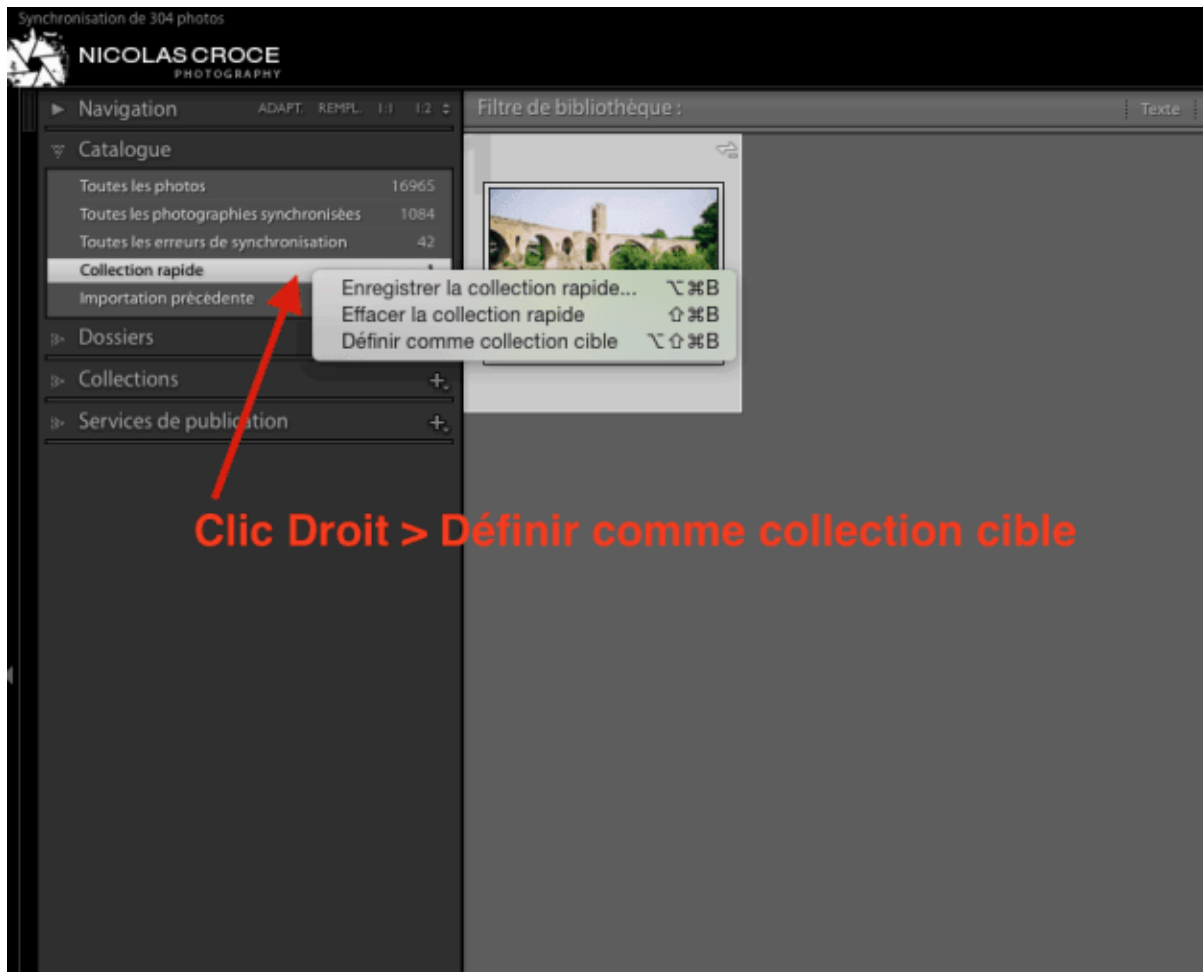 Synchronisation de 304 photos
NICOLAS CROCE
PHOTOGRAPHY
Navigation ADAPT. REMPL. 1:1 1:2
Filtre de bibliothèque : Texte
Catalogue
Toutes les photos 16965
Toutes les photographies synchronisées 1084
Toutes les erreurs de synchronisation 42
Collection rapide
Importation précédente
Enregistrer la collection rapide... ⌥⌘B
Effacer la collection rapide ⇧⌘B
Définir comme collection cible ⌥⇧⌘B
Dossiers
Collections
Services de publication
Clic Droit > Définir comme collection cible